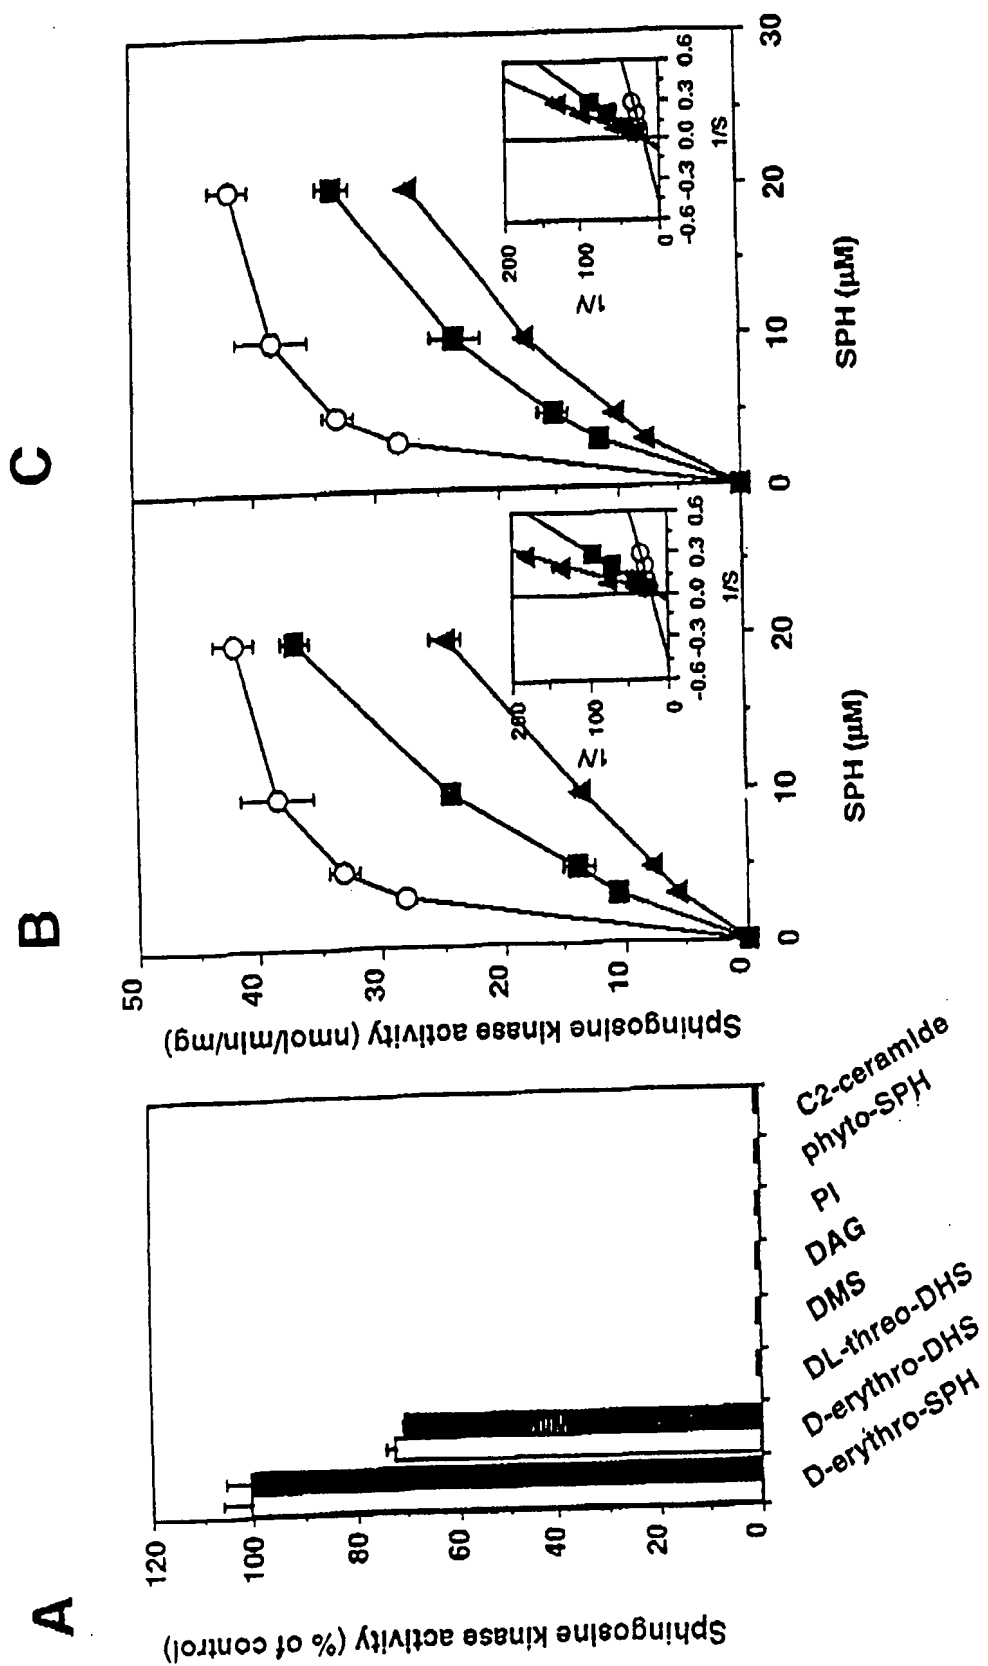 A
Sphingosine kinase activity (% of control)
120
100
80
60
40
20
0
D-erythro-SPH
D-erythro-DHS
DL-threo-DHS
DMS
DAG
PI
phyto-SPH
C2-ceramide
B
Sphingosine kinase activity (nmol/min/mg)
50
40
30
20
10
0
0
10
20
SPH (µM)
1/V
200
100
0
-0.6 -0.3 0.0 0.3 0.6
1/S
C
0
10
20
30
SPH (µM)
1/V
200
100
0
-0.6 -0.3 0.0 0.3 0.6
1/S